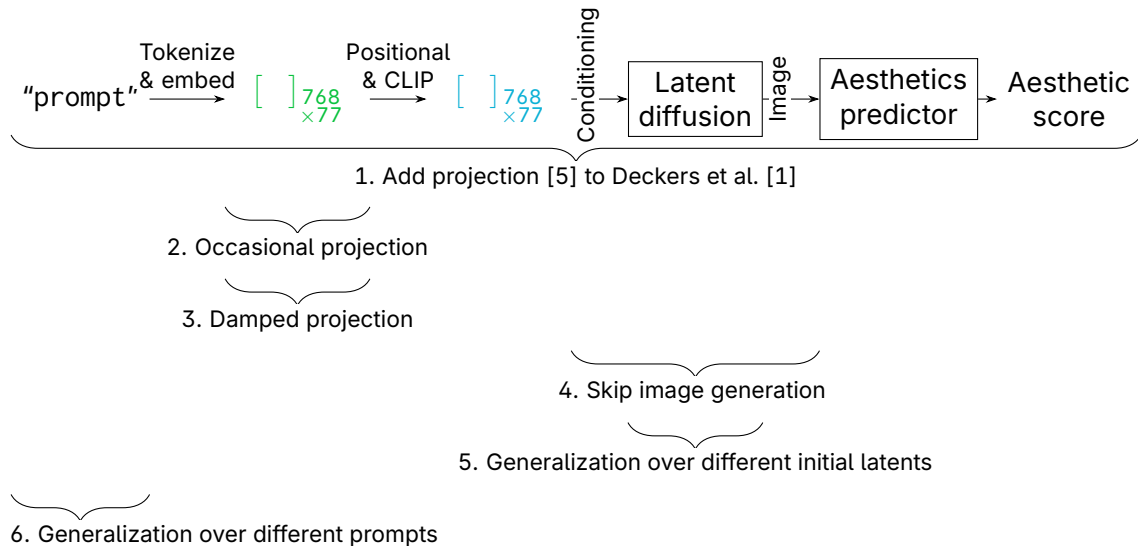 Tokenize
& embed
Positional
& CLIP
"prompt"
[ ]768
×77
[ ]768
×77
Conditioning
Latent
diffusion
Image
Aesthetics
predictor
Aesthetic
score
1. Add projection [5] to Deckers et al. [1]
2. Occasional projection
3. Damped projection
4. Skip image generation
5. Generalization over different initial latents
6. Generalization over different prompts